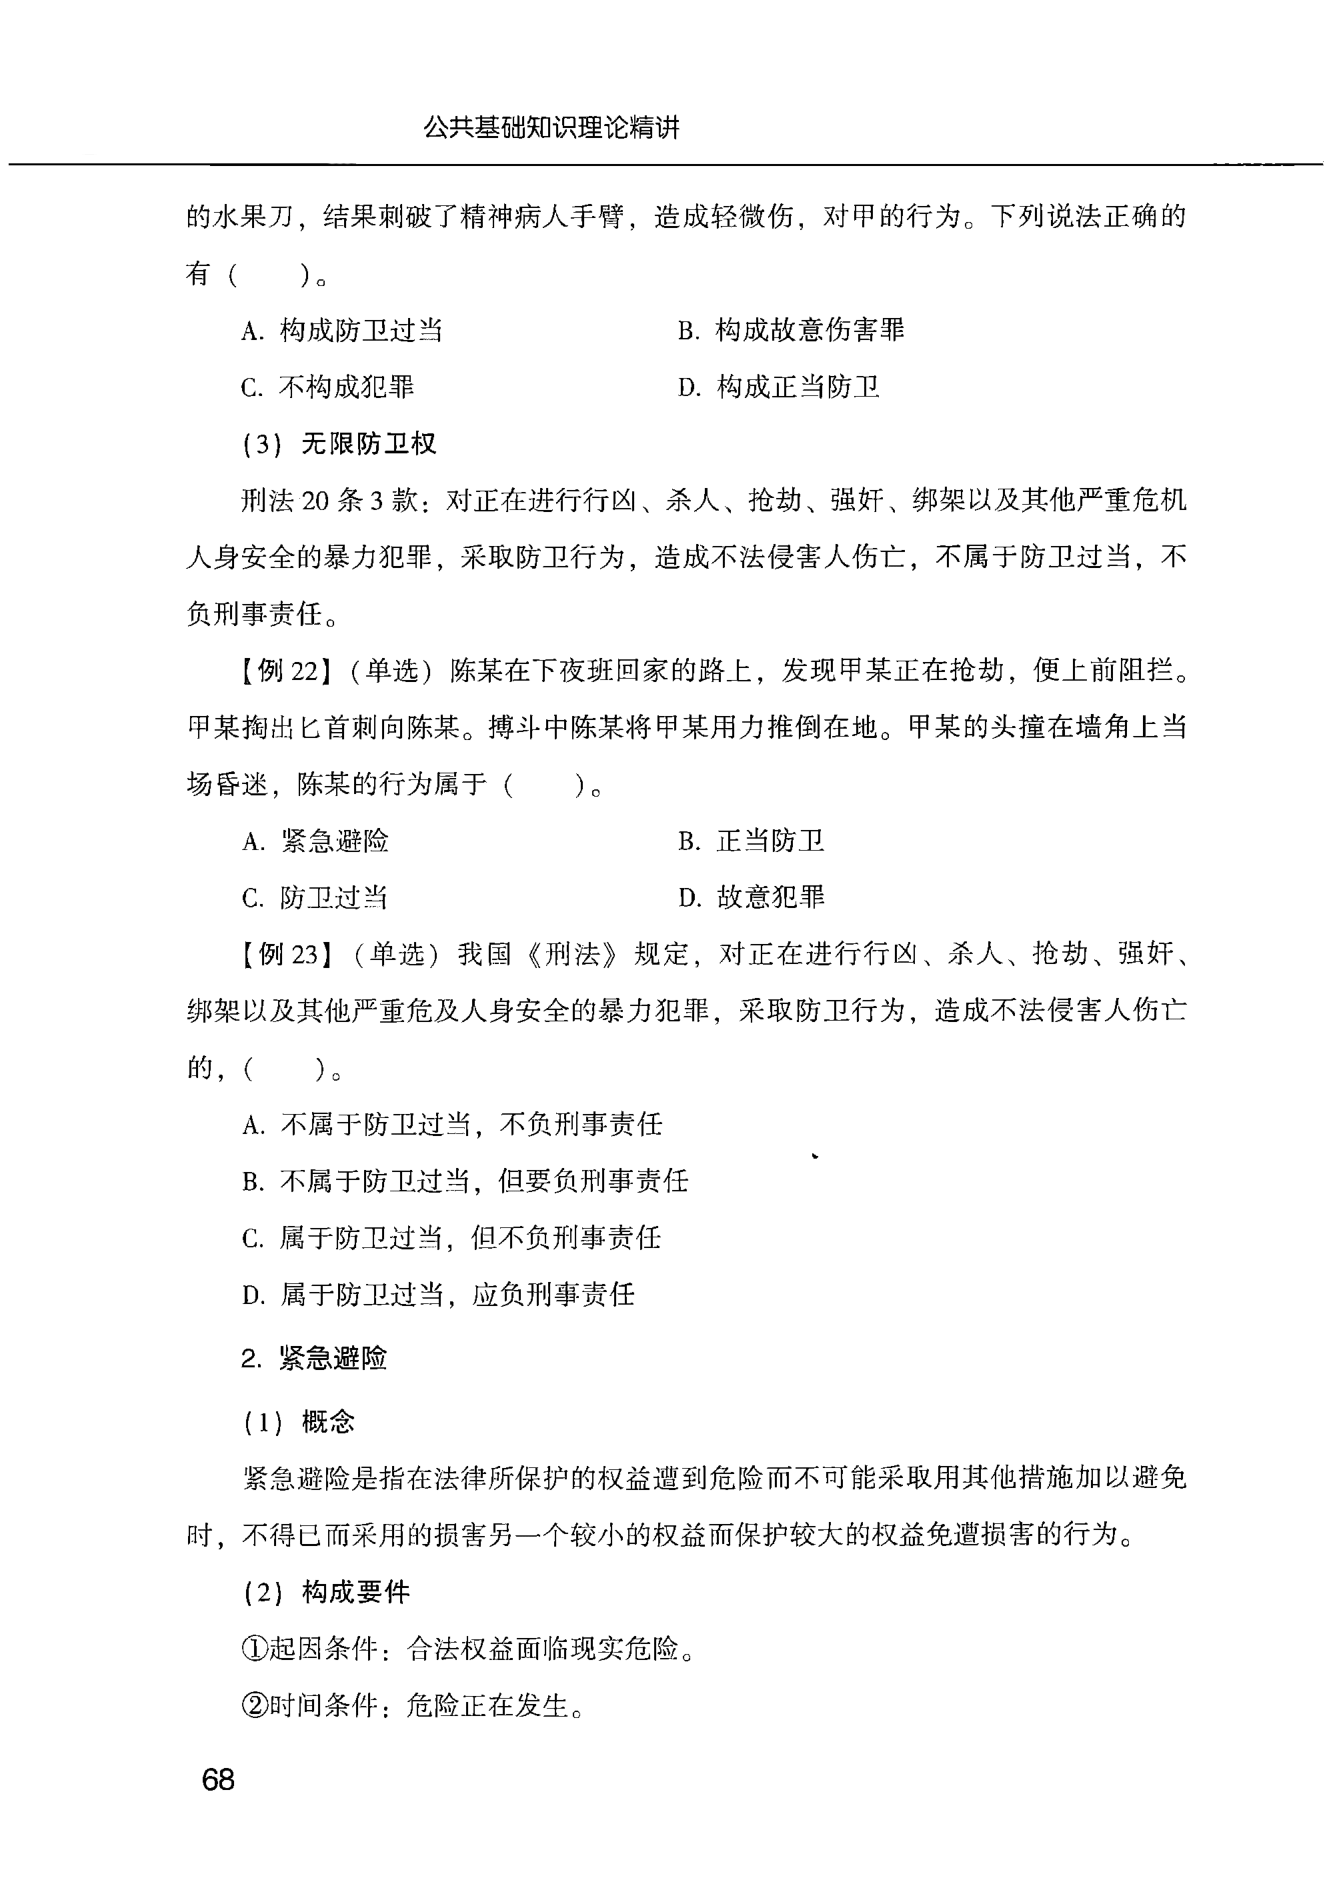 公共基础知识理论精讲
的水果刀，结果刺破了精神病人手臂，造成轻微伤，对甲的行为。下列说法正确的
有（　　）。
A. 构成防卫过当　　B. 构成故意伤害罪
C. 不构成犯罪　　D. 构成正当防卫
（3）无限防卫权
刑法 20 条 3 款：对正在进行行凶、杀人、抢劫、强奸、绑架以及其他严重危机
人身安全的暴力犯罪，采取防卫行为，造成不法侵害人伤亡，不属于防卫过当，不
负刑事责任。
【例 22】（单选）陈某在下夜班回家的路上，发现甲某正在抢劫，便上前阻拦。
甲某掏出匕首刺向陈某。搏斗中陈某将甲某用力推倒在地。甲某的头撞在墙角上当
场昏迷，陈某的行为属于（　　）。
A. 紧急避险　　B. 正当防卫
C. 防卫过当　　D. 故意犯罪
【例 23】（单选）我国《刑法》规定，对正在进行行凶、杀人、抢劫、强奸、
绑架以及其他严重危及人身安全的暴力犯罪，采取防卫行为，造成不法侵害人伤亡
的，（　　）。
A. 不属于防卫过当，不负刑事责任
B. 不属于防卫过当，但要负刑事责任
C. 属于防卫过当，但不负刑事责任
D. 属于防卫过当，应负刑事责任
2. 紧急避险
（1）概念
紧急避险是指在法律所保护的权益遭到危险而不可能采取用其他措施加以避免
时，不得已而采用的损害另一个较小的权益而保护较大的权益免遭损害的行为。
（2）构成要件
①起因条件：合法权益面临现实危险。
②时间条件：危险正在发生。
68